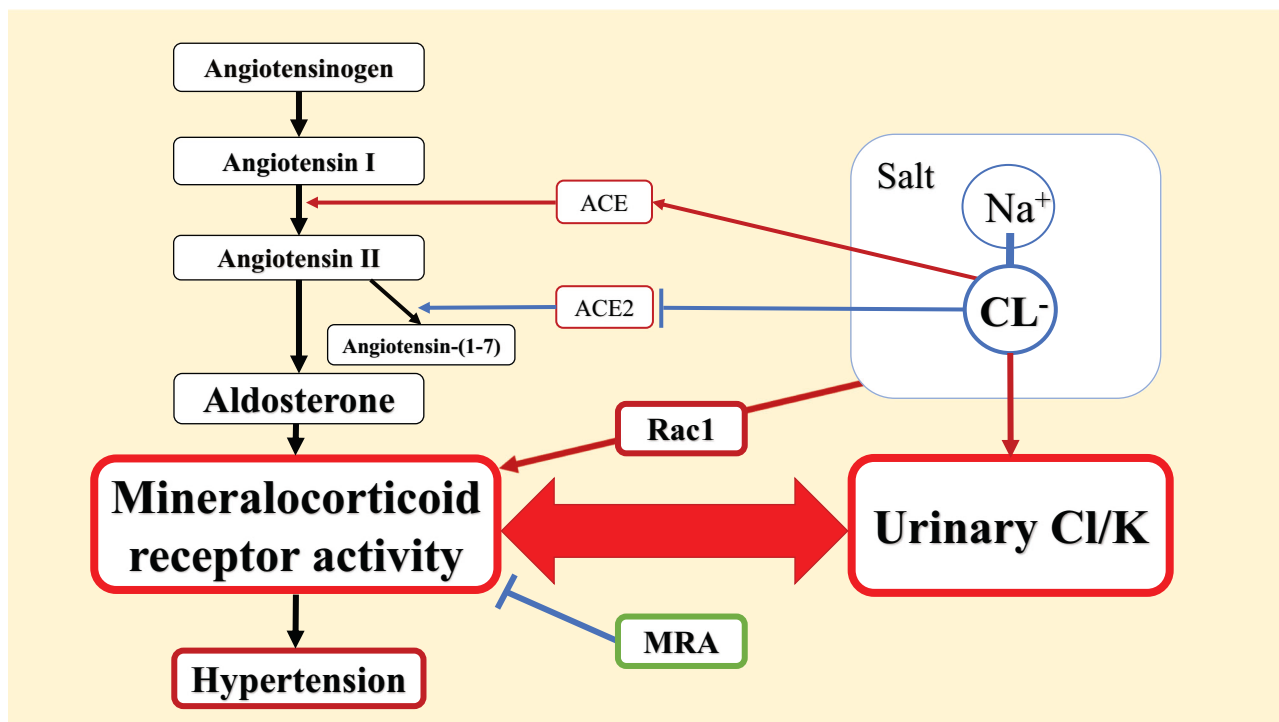 Angiotensinogen
Angiotensin I
Salt
Na⁺
ACE
Angiotensin II
ACE2
CL⁻
Angiotensin-(1-7)
Aldosterone
Rac1
Mineralocorticoid
receptor activity
Urinary Cl/K
MRA
Hypertension